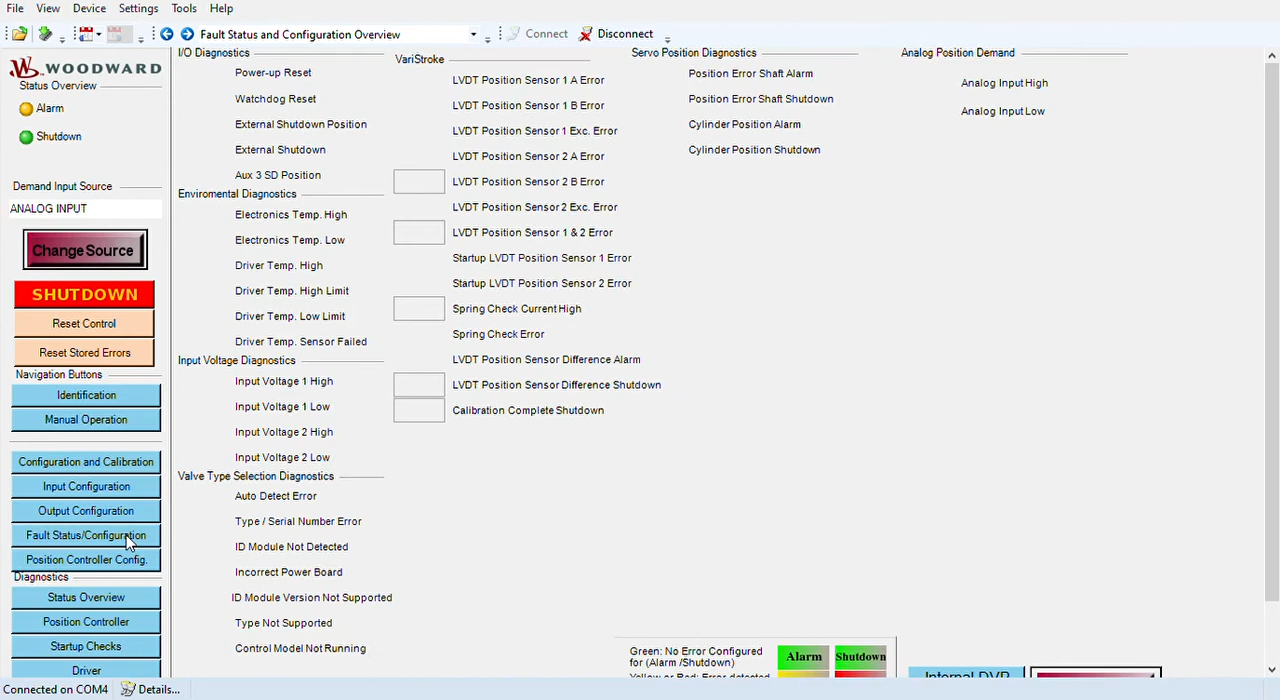 File View Device Settings Tools Help
Fault Status and Configuration Overview Connect Disconnect
WOODWARD
Status Overview
Alarm
Shutdown
Demand Input Source
ANALOG INPUT
Change Source
SHUTDOWN
Reset Control
Reset Stored Errors
Navigation Buttons
Identification
Manual Operation
Configuration and Calibration
Input Configuration
Output Configuration
Fault Status/Configuration
Position Controller Config.
Diagnostics
Status Overview
Position Controller
Startup Checks
Driver
I/O Diagnostics
Power-up Reset
Watchdog Reset
External Shutdown Position
External Shutdown
Aux 3 SD Position
Enviromental Diagnostics
Electronics Temp. High
Electronics Temp. Low
Driver Temp. High
Driver Temp. High Limit
Driver Temp. Low Limit
Driver Temp. Sensor Failed
Input Voltage Diagnostics
Input Voltage 1 High
Input Voltage 1 Low
Input Voltage 2 High
Input Voltage 2 Low
Valve Type Selection Diagnostics
Auto Detect Error
Type / Serial Number Error
ID Module Not Detected
Incorrect Power Board
ID Module Version Not Supported
Type Not Supported
Control Model Not Running
VariStroke
LVDT Position Sensor 1 A Error
LVDT Position Sensor 1 B Error
LVDT Position Sensor 1 Exc. Error
LVDT Position Sensor 2 A Error
LVDT Position Sensor 2 B Error
LVDT Position Sensor 2 Exc. Error
LVDT Position Sensor 1 & 2 Error
Startup LVDT Position Sensor 1 Error
Startup LVDT Position Sensor 2 Error
Spring Check Current High
Spring Check Error
LVDT Position Sensor Difference Alarm
LVDT Position Sensor Difference Shutdown
Calibration Complete Shutdown
Servo Position Diagnostics
Position Error Shaft Alarm
Position Error Shaft Shutdown
Cylinder Position Alarm
Cylinder Position Shutdown
Analog Position Demand
Analog Input High
Analog Input Low
Green: No Error Configured
for (Alarm /Shutdown)
Yellow or Red: Error detected
Alarm
Shutdown
Internal DVP
Connected on COM4 Details...